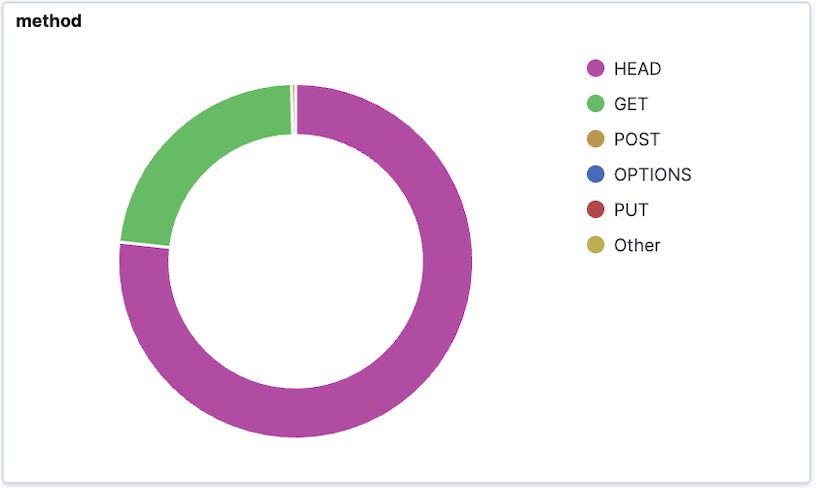 method
HEAD
GET
POST
OPTIONS
PUT
Other